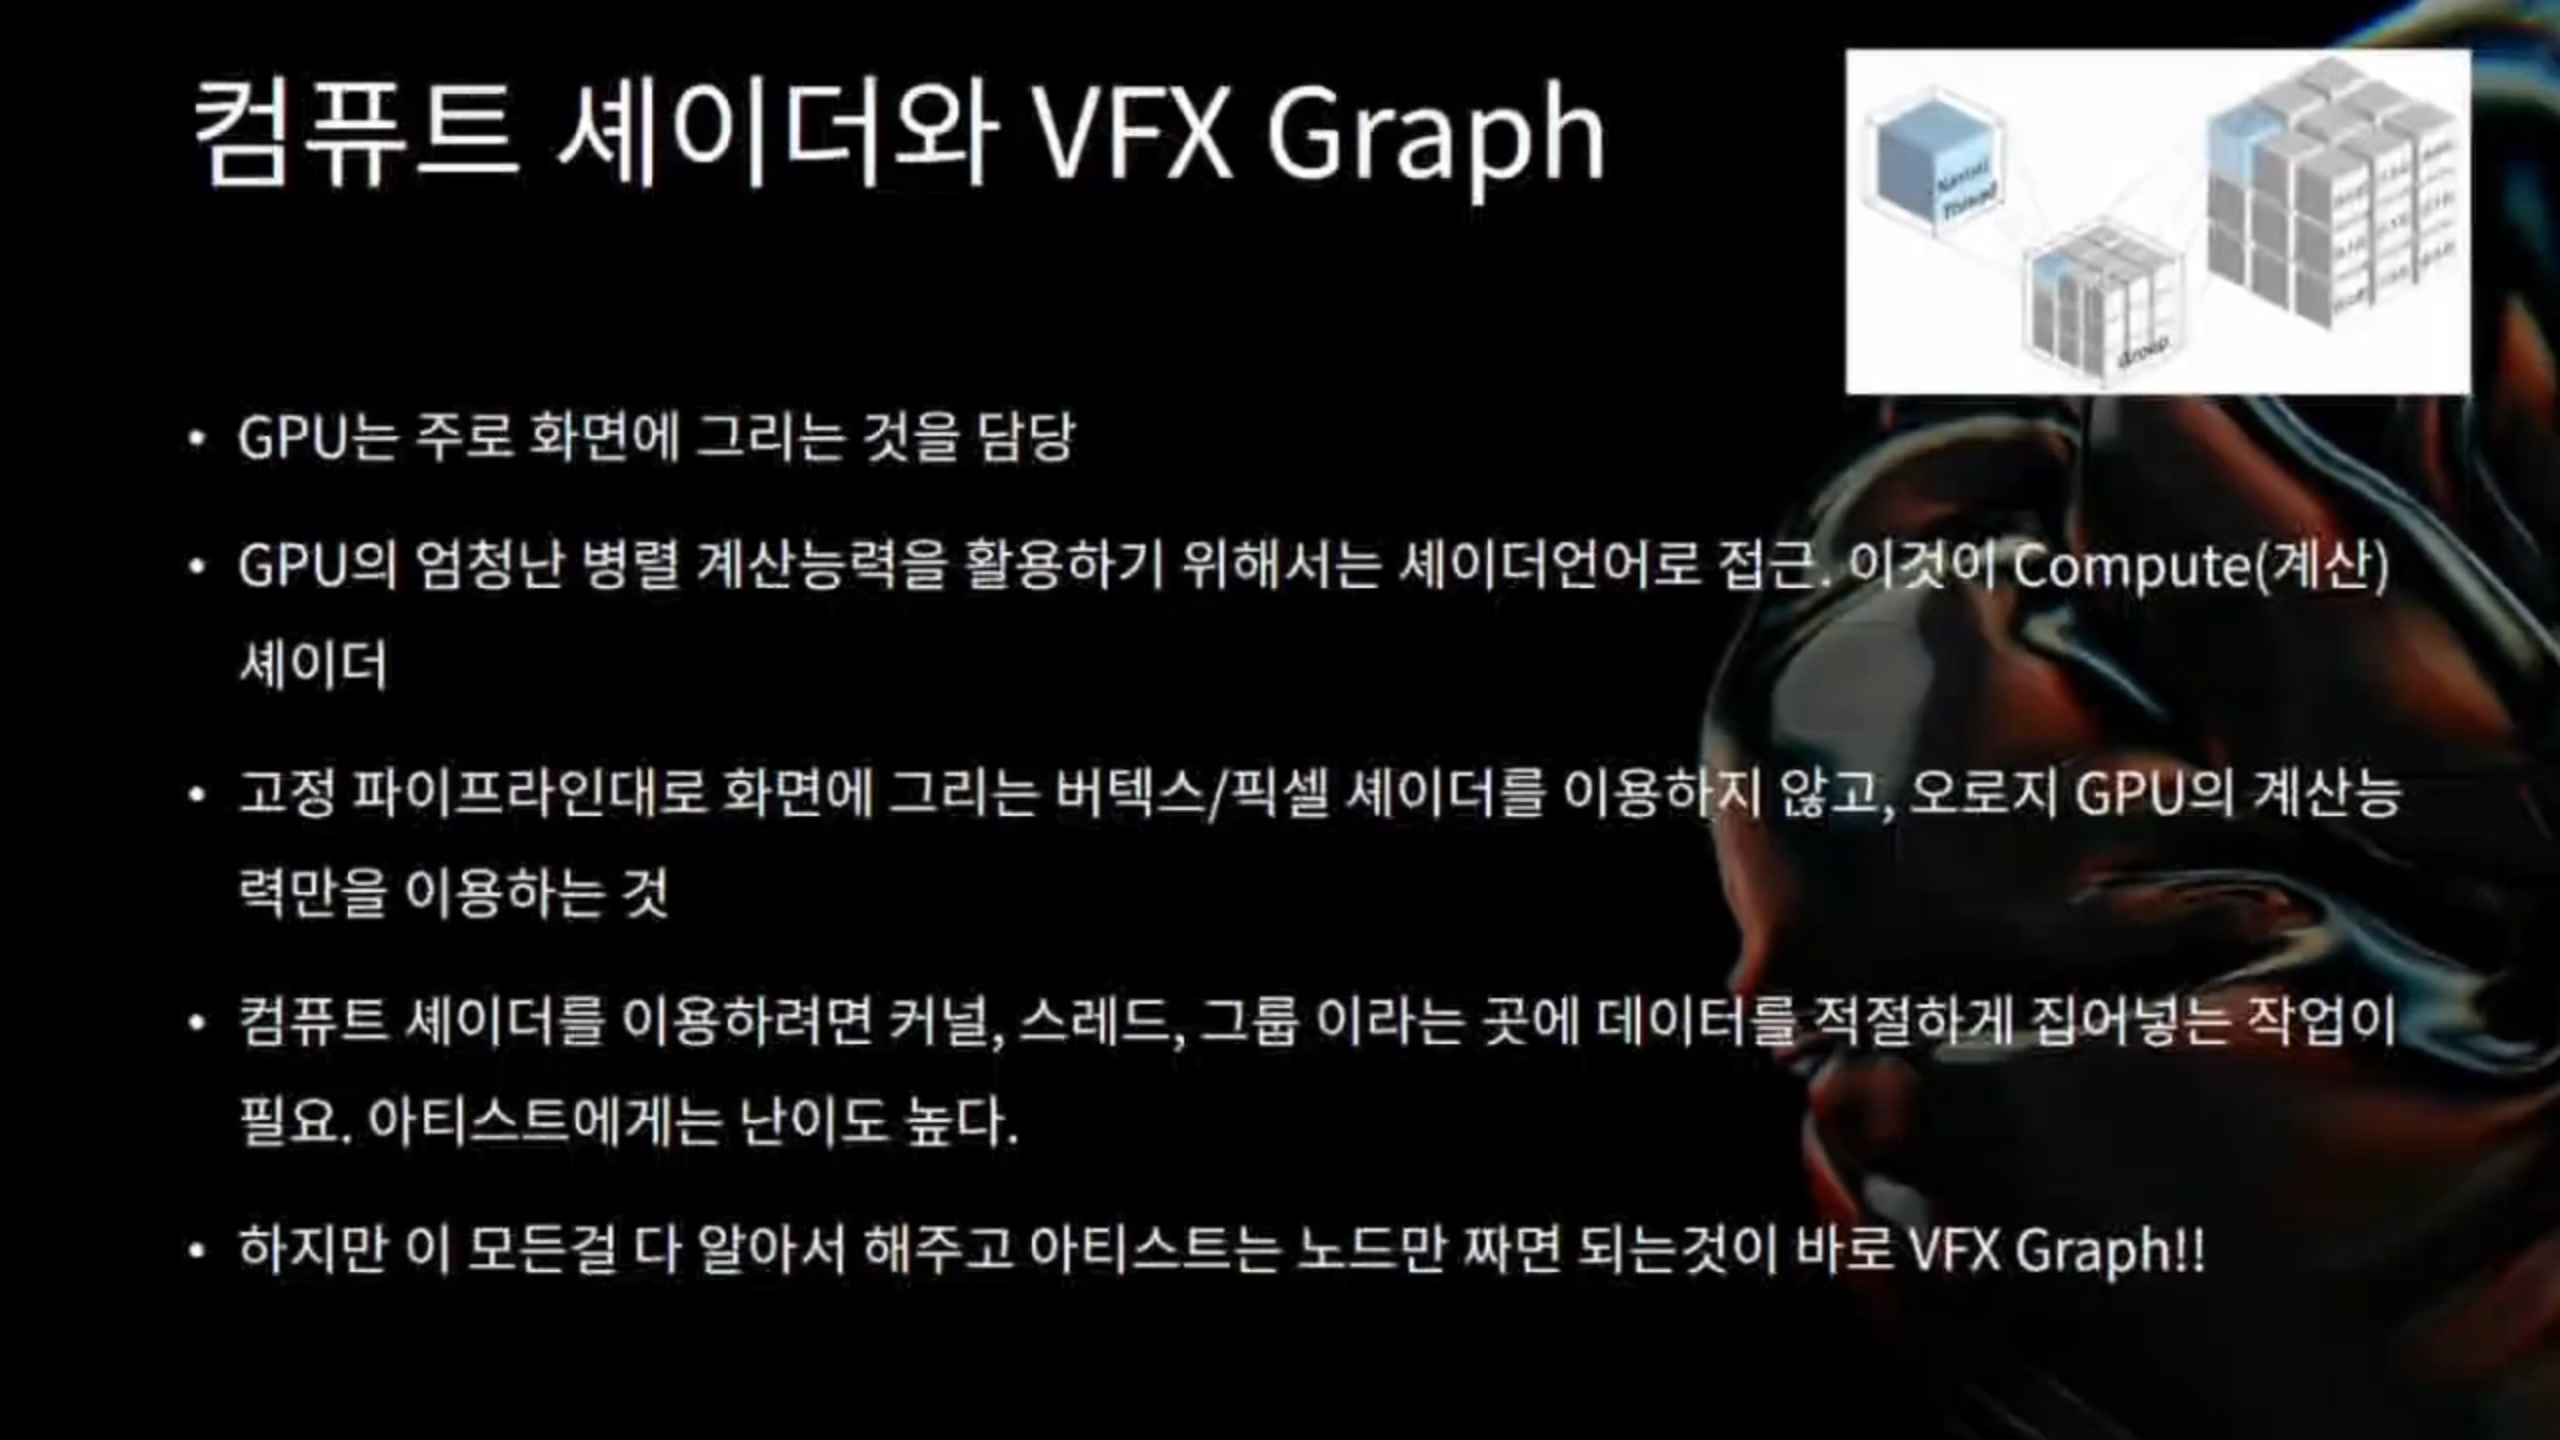 컴퓨트 셰이더와 VFX Graph
Thread
Group
• GPU는 주로 화면에 그리는 것을 담당
• GPU의 엄청난 병렬 계산능력을 활용하기 위해서는 셰이더언어로 접근. 이것이 Compute(계산)
셰이더
• 고정 파이프라인대로 화면에 그리는 버텍스/픽셀 셰이더를 이용하지 않고, 오로지 GPU의 계산능
력만을 이용하는 것
• 컴퓨트 셰이더를 이용하려면 커널, 스레드, 그룹 이라는 곳에 데이터를 적절하게 집어넣는 작업이
필요. 아티스트에게는 난이도 높다.
• 하지만 이 모든걸 다 알아서 해주고 아티스트는 노드만 짜면 되는것이 바로 VFX Graph!!